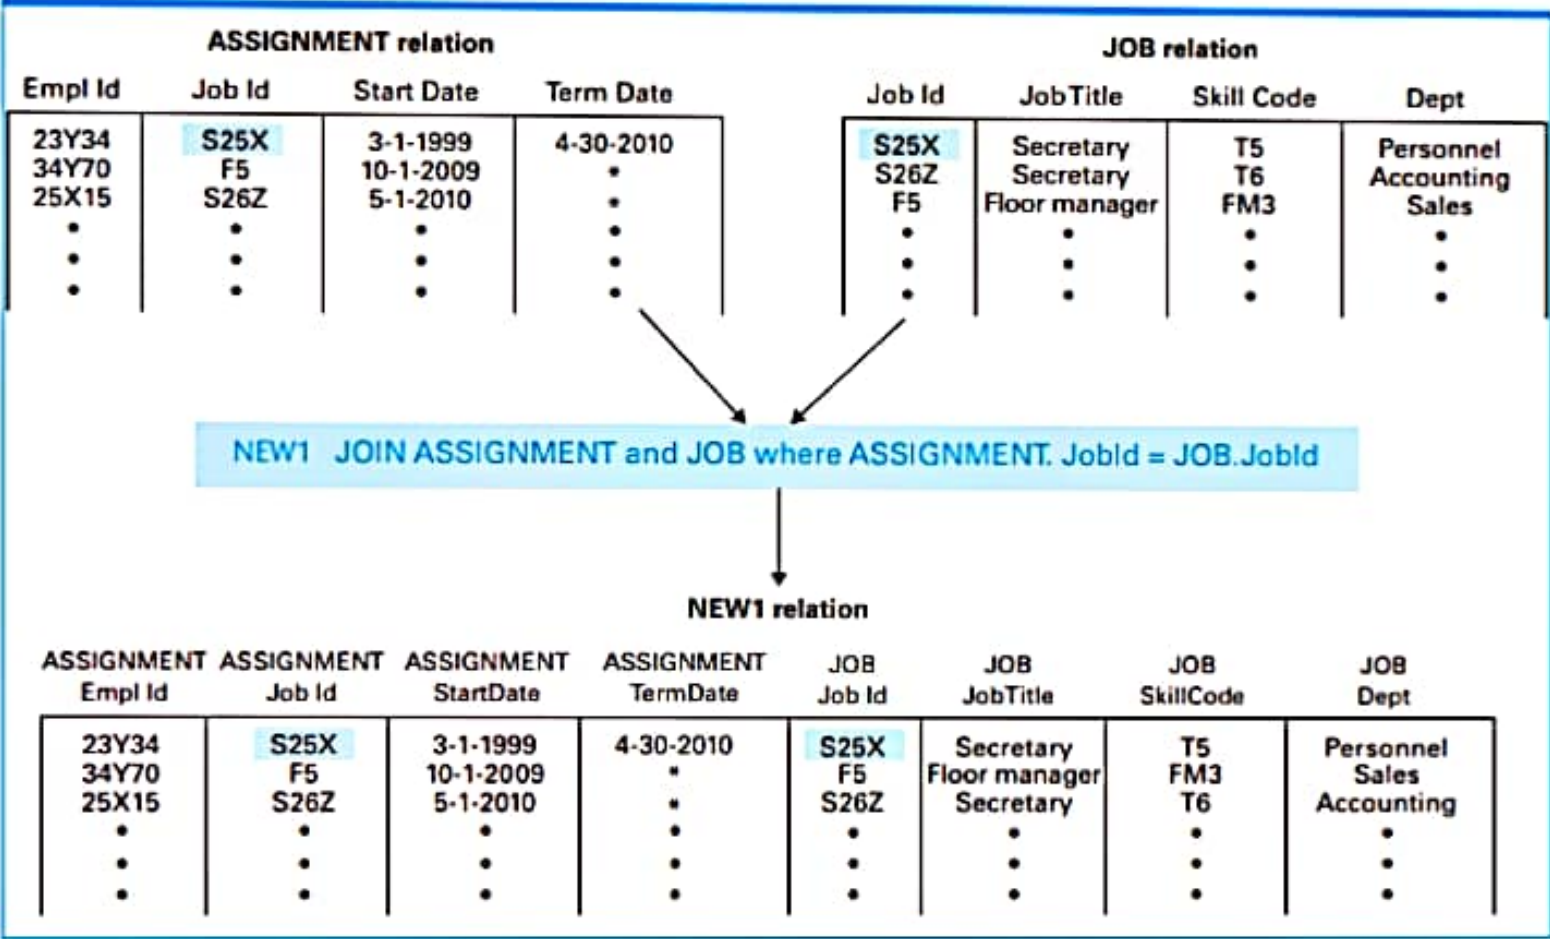 ASSIGNMENT relation
Empl Id Job Id Start Date Term Date
23Y34 S25X 3-1-1999 4-30-2010
34Y70 F5 10-1-2009 *
25X15 S26Z 5-1-2010 *
• • • •
• • • •
• • • •
JOB relation
Job Id JobTitle Skill Code Dept
S25X Secretary T5 Personnel
S26Z Secretary T6 Accounting
F5 Floor manager FM3 Sales
• • • •
• • • •
• • • •
NEW1 JOIN ASSIGNMENT and JOB where ASSIGNMENT. JobId = JOB.JobId
NEW1 relation
ASSIGNMENT ASSIGNMENT ASSIGNMENT ASSIGNMENT JOB JOB JOB JOB
Empl Id Job Id StartDate TermDate Job Id JobTitle SkillCode Dept
23Y34 S25X 3-1-1999 4-30-2010 S25X Secretary T5 Personnel
34Y70 F5 10-1-2009 * F5 Floor manager FM3 Sales
25X15 S26Z 5-1-2010 * S26Z Secretary T6 Accounting
• • • • • • • •
• • • • • • • •
• • • • • • • •